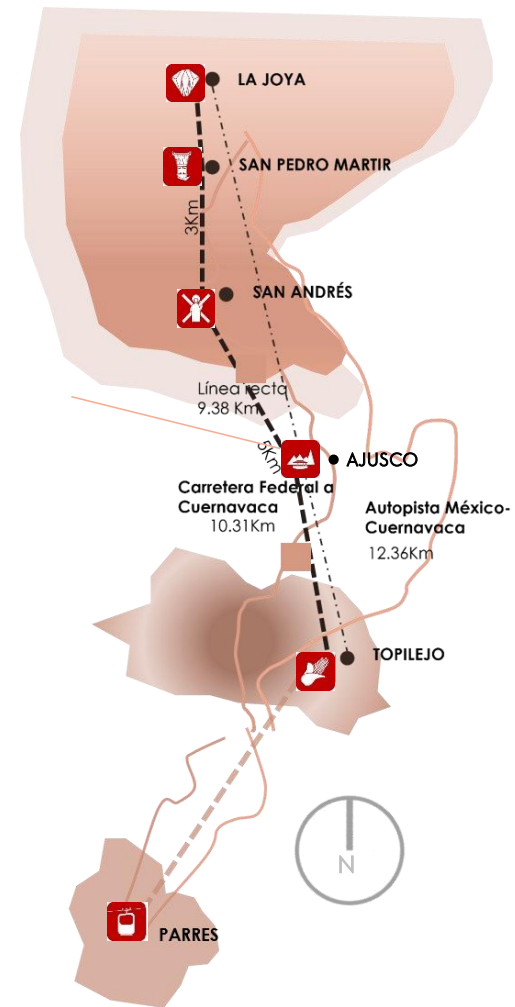 LA JOYA
SAN PEDRO MARTIR
3Km
SAN ANDRÉS
Línea recta
9.38 Km
5Km
AJUSCO
Carretera Federal a
Cuernavaca
10.31Km
Autopista México-
Cuernavaca
12.36Km
TOPILEJO
N
PARRES